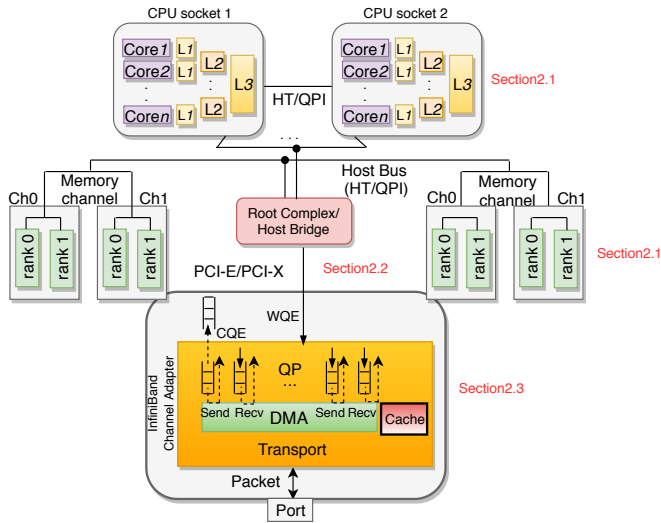 CPU socket 1
CPU socket 2
Core1 L1
Core2 L1
L2
L3
Coren L1
L2
Core1 L1
Core2 L1
L2
L3
Coren L1
L2
HT/QPI
Section2.1
...
Host Bus
(HT/QPI)
Memory
channel
Ch0
Ch1
rank 0
rank 1
rank 0
rank 1
Root Complex/
Host Bridge
Memory
channel
Ch0
Ch1
rank 0
rank 1
rank 0
rank 1
Section2.1
PCI-E/PCI-X
Section2.2
CQE
WQE
QP
...
Section2.3
InfiniBand
Channel Adapter
Send Recv
DMA
Send Recv
Cache
Transport
Packet
Port